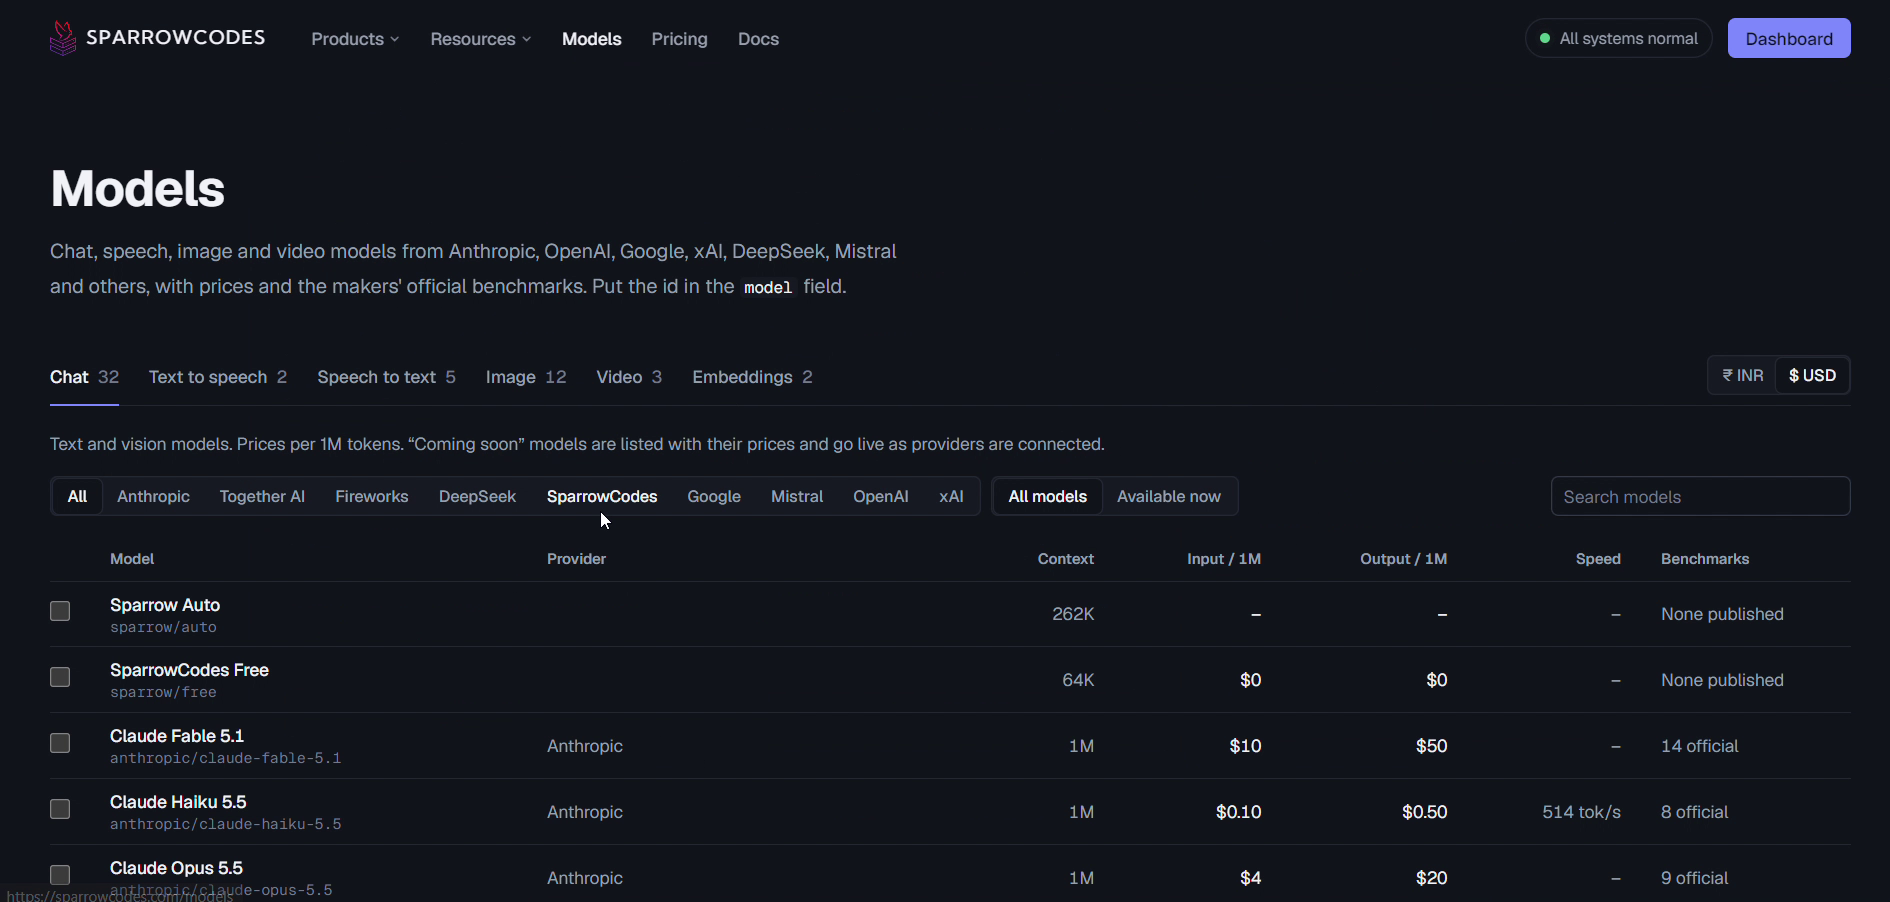 SPARROWCODES Products Resources Models Pricing Docs All systems normal Dashboard
Models
Chat, speech, image and video models from Anthropic, OpenAI, Google, xAI, DeepSeek, Mistral
and others, with prices and the makers' official benchmarks. Put the id in the model field.
Chat 32 Text to speech 2 Speech to text 5 Image 12 Video 3 Embeddings 2 ₹ INR $ USD
Text and vision models. Prices per 1M tokens. “Coming soon” models are listed with their prices and go live as providers are connected.
All Anthropic Together AI Fireworks DeepSeek SparrowCodes Google Mistral OpenAI xAI All models Available now Search models
Model Provider Context Input / 1M Output / 1M Speed Benchmarks
Sparrow Auto
sparrow/auto
262K – – – None published
SparrowCodes Free
sparrow/free
64K $0 $0 – None published
Claude Fable 5.1
anthropic/claude-fable-5.1
Anthropic 1M $10 $50 – 14 official
Claude Haiku 5.5
anthropic/claude-haiku-5.5
Anthropic 1M $0.10 $0.50 514 tok/s 8 official
Claude Opus 5.5
anthropic/claude-opus-5.5
Anthropic 1M $4 $20 – 9 official
https://sparrowcodes.com/models